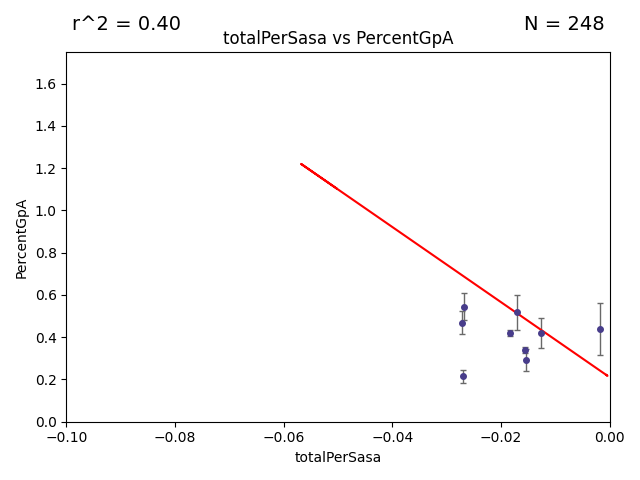 r^2 = 0.40
N = 248
totalPerSasa vs PercentGpA
1.6
1.4
1.2
1.0
0.8
0.6
0.4
0.2
0.0
PercentGpA
−0.10 −0.08 −0.06 −0.04 −0.02 0.00
totalPerSasa